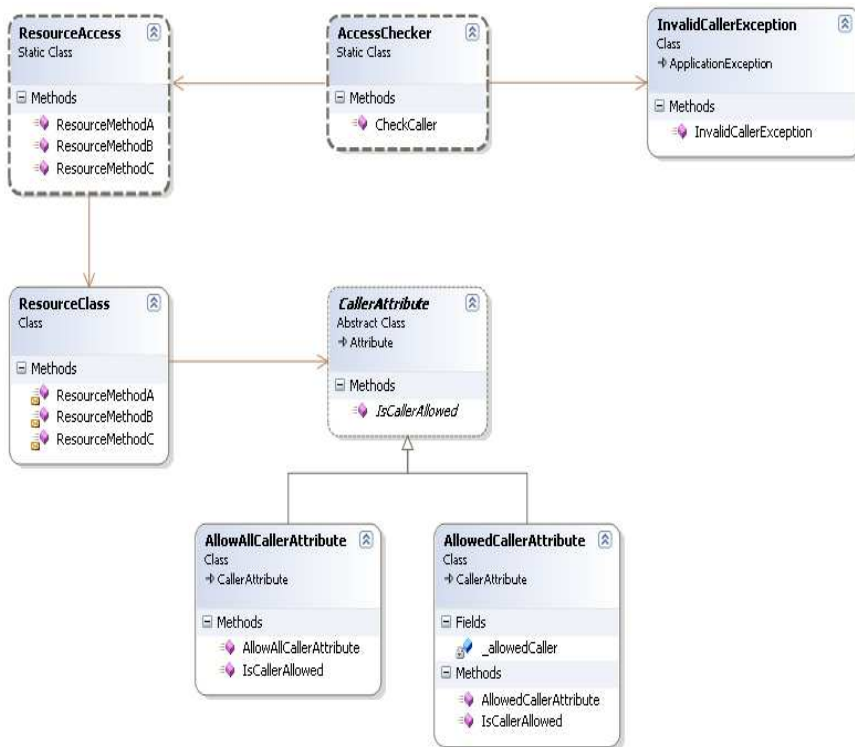 ResourceAccess
Static Class
Methods
ResourceMethodA
ResourceMethodB
ResourceMethodC
AccessChecker
Static Class
Methods
CheckCaller
InvalidCallerException
Class
ApplicationException
Methods
InvalidCallerException
ResourceClass
Class
Methods
ResourceMethodA
ResourceMethodB
ResourceMethodC
CallerAttribute
Abstract Class
Attribute
Methods
IsCallerAllowed
AllowAllCallerAttribute
Class
CallerAttribute
Methods
AllowAllCallerAttribute
IsCallerAllowed
AllowedCallerAttribute
Class
CallerAttribute
Fields
_allowedCaller
Methods
AllowedCallerAttribute
IsCallerAllowed